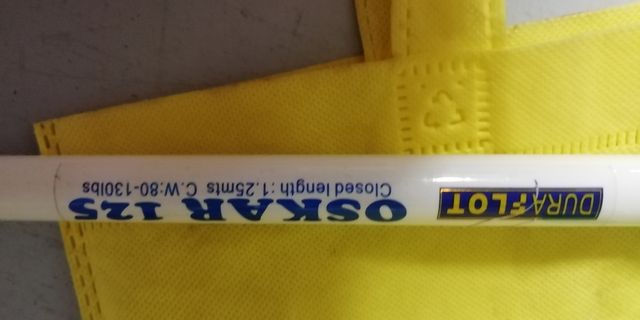 DURAFLOT
OSKAR 125
Closed length : 1.25mts C.W:80-130lbs